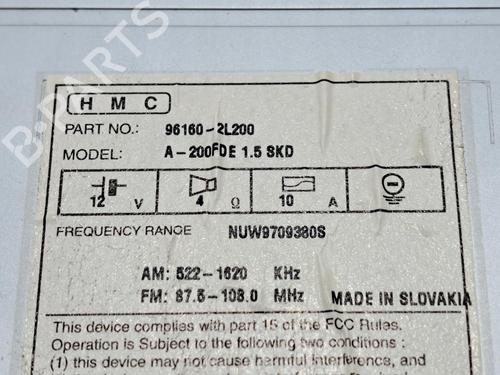 B-PARTS
H M C
PART NO.: 96160-2L200
MODEL: A-200FDE 1.5 SKD
12 V 4 Ω 10 A
FREQUENCY RANGE NUW9709380S
AM: 522-1620 KHz
FM: 87.5-108.0 MHz MADE IN SLOVAKIA
This device complies with part 15 of the FCC Rules.
Operation is Subject to the following two conditions :
(1) this device may not cause harmful interference, and